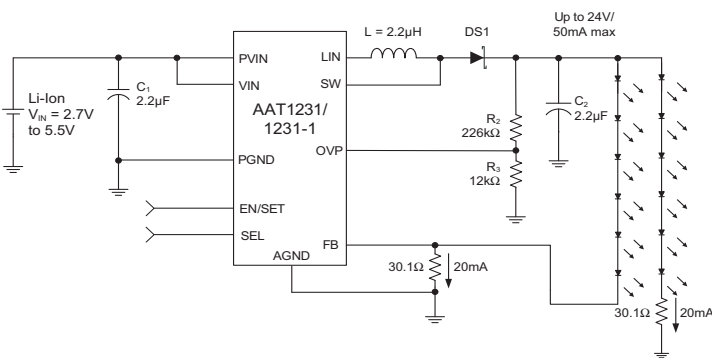 L = 2.2µH
DS1
Up to 24V/
50mA max
PVIN
LIN
VIN
SW
C1
2.2µF
Li-Ion
VIN = 2.7V
to 5.5V
AAT1231/
1231-1
R2
226kΩ
C2
2.2µF
PGND
OVP
R3
12kΩ
EN/SET
SEL
FB
AGND
30.1Ω
20mA
30.1Ω
20mA